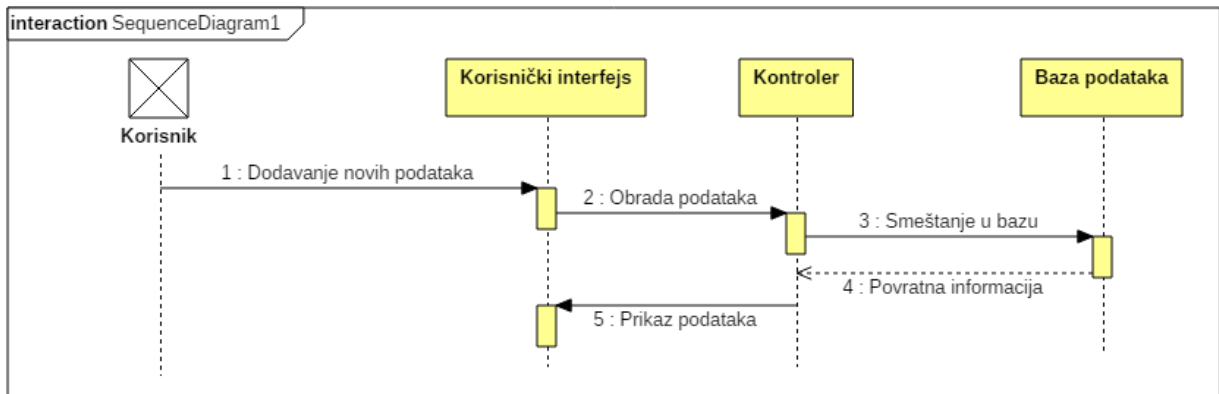 interaction SequenceDiagram1
Korisnik
Korisnički interfejs
Kontroler
Baza podataka
1 : Dodavanje novih podataka
2 : Obrada podataka
3 : Smeštanje u bazu
4 : Povratna informacija
5 : Prikaz podataka